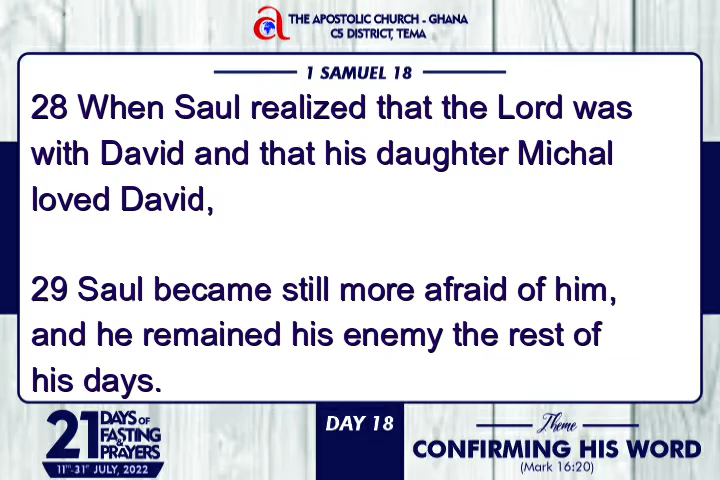 THE APOSTOLIC CHURCH - GHANA
C5 DISTRICT, TEMA
1 SAMUEL 18
28 When Saul realized that the Lord was
with David and that his daughter Michal
loved David,
29 Saul became still more afraid of him,
and he remained his enemy the rest of
his days.
21 DAYS OF
FASTING
& PRAYERS
11TH-31ST JULY, 2022
DAY 18
Theme
CONFIRMING HIS WORD
(Mark 16:20)